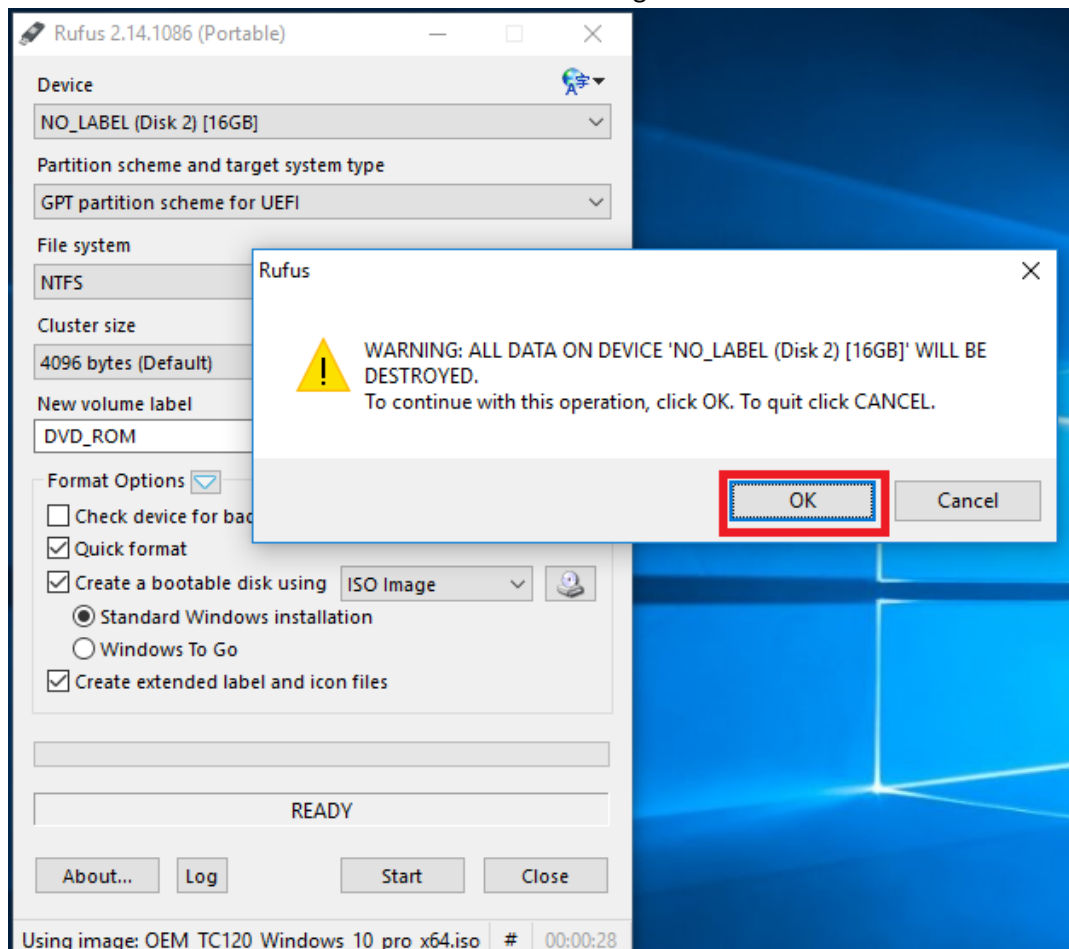 Rufus 2.14.1086 (Portable)
Device
NO_LABEL (Disk 2) [16GB]
Partition scheme and target system type
GPT partition scheme for UEFI
File system
NTFS
Cluster size
4096 bytes (Default)
New volume label
DVD_ROM
Format Options
Check device for bad
Quick format
Create a bootable disk using ISO Image
Standard Windows installation
Windows To Go
Create extended label and icon files
READY
About... Log Start Close
Using image: OEM_TC120_Windows_10_pro_x64.iso # 00:00:28
Rufus
WARNING: ALL DATA ON DEVICE 'NO_LABEL (Disk 2) [16GB]' WILL BE
DESTROYED.
To continue with this operation, click OK. To quit click CANCEL.
OK Cancel